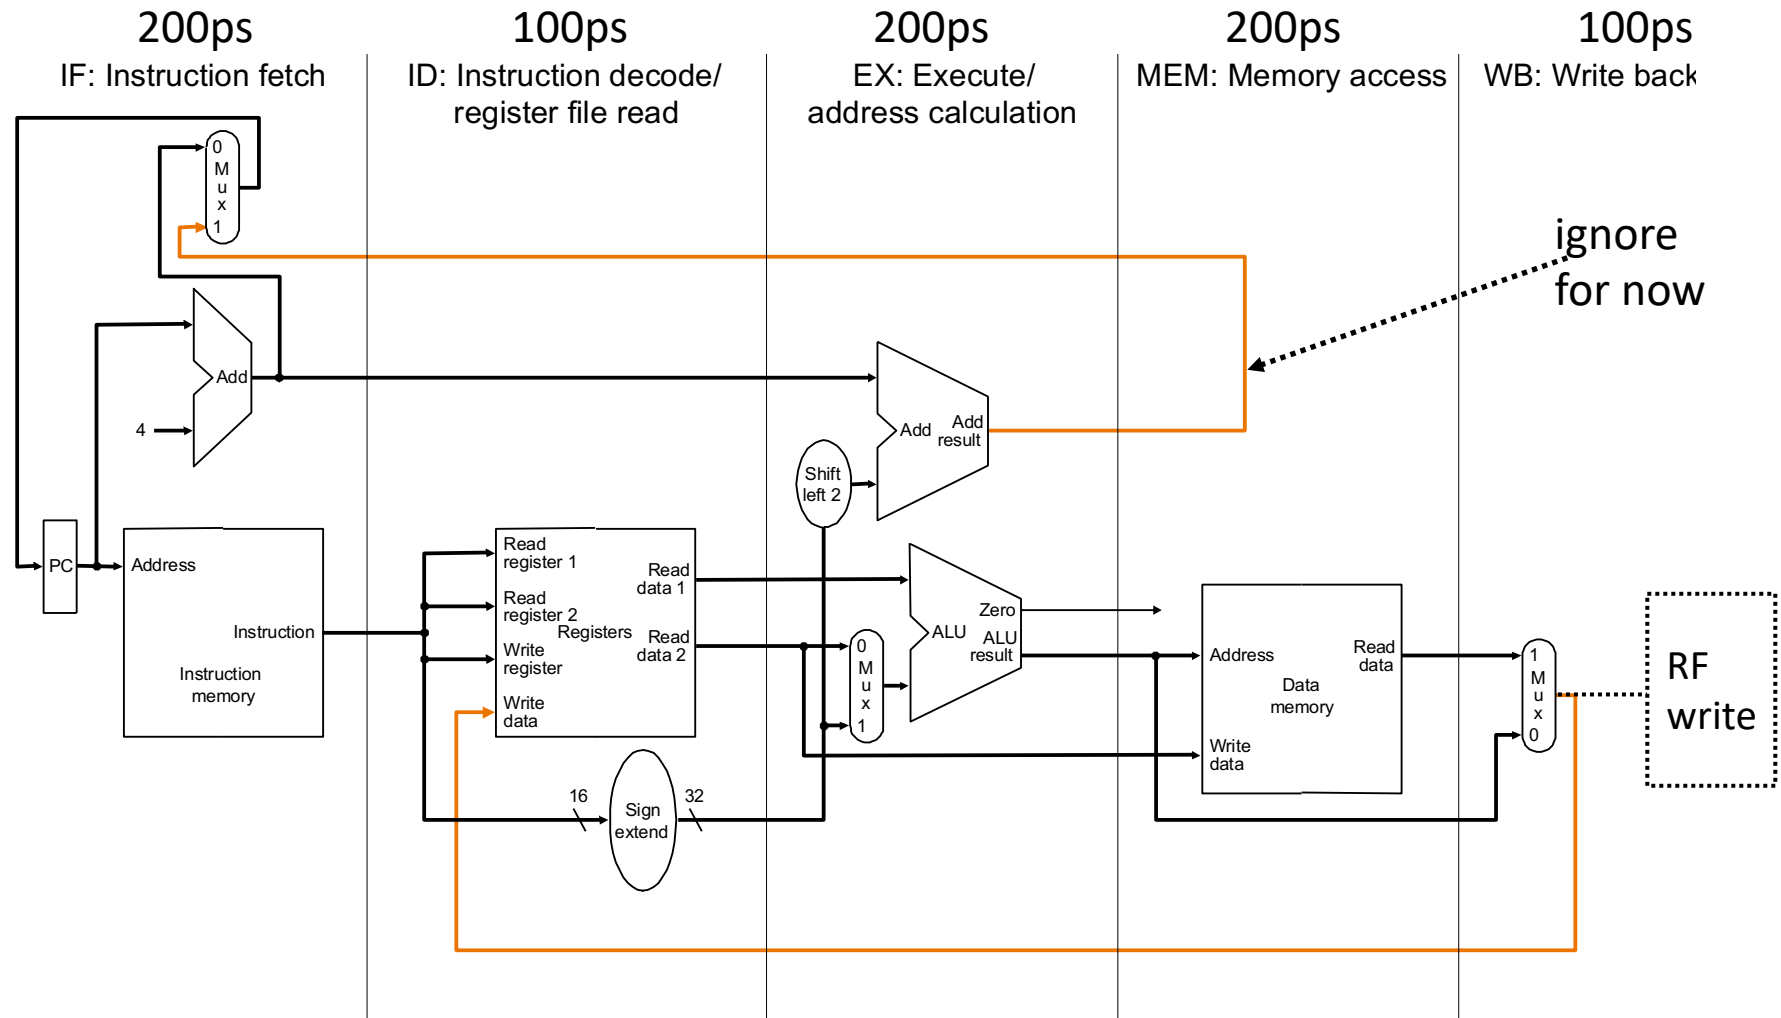 200ps
100ps
200ps
200ps
100ps
IF: Instruction fetch
ID: Instruction decode/
register file read
EX: Execute/
address calculation
MEM: Memory access
WB: Write back
0
M
u
x
1
ignore
for now
Add
4
Add
Add
result
Shift
left 2
PC
Address
Instruction
Instruction
memory
Read
register 1
Read
register 2
Write
register
Write
data
Registers
Read
data 1
Read
data 2
16
Sign
extend
32
0
M
u
x
1
ALU
Zero
ALU
result
Address
Write
data
Data
memory
Read
data
1
M
u
x
0
RF
write